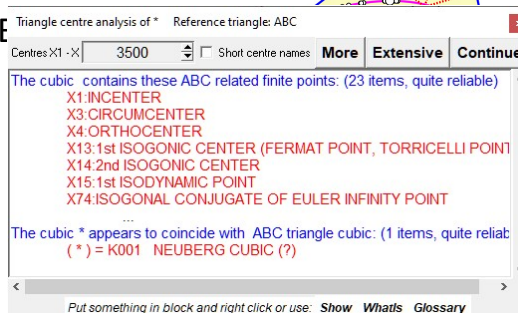 E
Triangle centre analysis of * Reference triangle: ABC
Centres X1 -X 3500 Short centre names More Extensive Continue
The cubic contains these ABC related finite points: (23 items, quite reliable)
X1:INCENTER
X3:CIRCUMCENTER
X4:ORTHOCENTER
X13:1st ISOGONIC CENTER (FERMAT POINT, TORRICELLI POINT
X14:2nd ISOGONIC CENTER
X15:1st ISODYNAMIC POINT
X74:ISOGONAL CONJUGATE OF EULER INFINITY POINT
...
The cubic * appears to coincide with ABC triangle cubic: (1 items, quite reliab
( * ) = K001 NEUBERG CUBIC (?)
Put something in block and right click or use: Show WhatIs Glossary